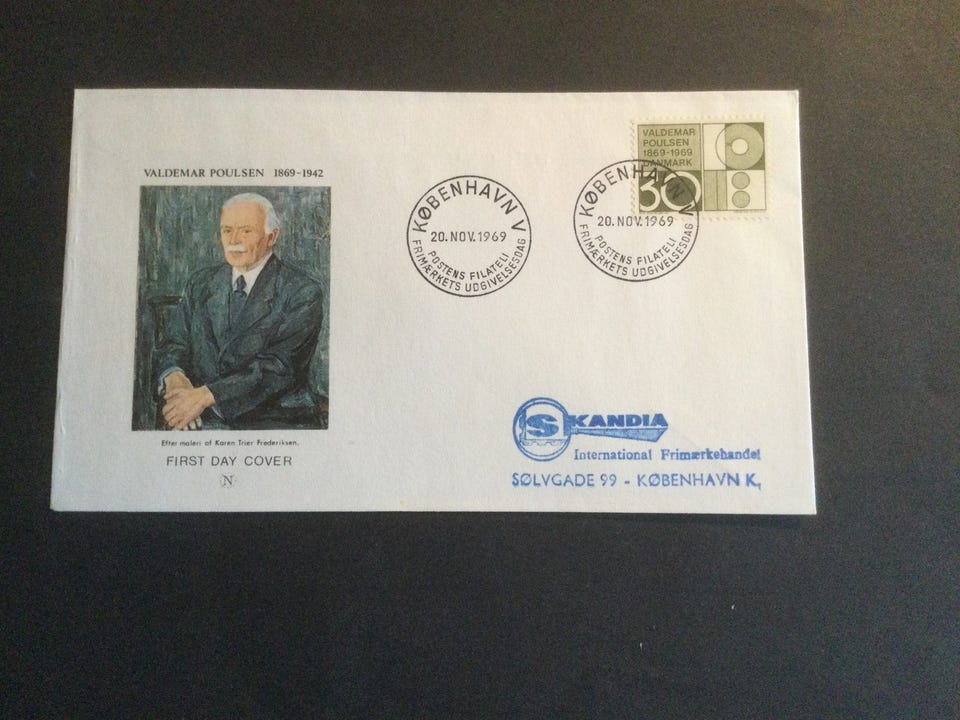 VALDEMAR POULSEN 1869-1942
Efter maleri af Karen Trier Frederiksen.
FIRST DAY COVER
N
KØBENHAVN V
20.NOV.1969
POSTENS FILATELI
FRIMÆRKETS UDGIVELSESDAG
KØBENHAVN V
20.NOV.1969
POSTENS FILATELI
FRIMÆRKETS UDGIVELSESDAG
VALDEMAR
POULSEN
1869-1969
DANMARK
30
SKANDIA
International Frimærkehandel
SØLVGADE 99 - KØBENHAVN K.